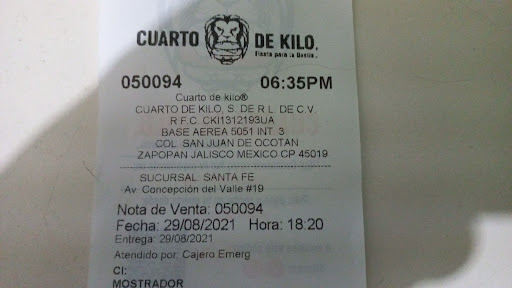 CUARTO DE KILO.
Fiesta para la Bestia.
050094 06:35PM
Cuarto de kilo®
CUARTO DE KILO, S. DE R.L. DE C.V.
R.F.C. CKI1312193UA
BASE AEREA 5051 INT. 3
COL. SAN JUAN DE OCOTAN
ZAPOPAN JALISCO MEXICO CP 45019
SUCURSAL: SANTA FE
Av. Concepción del Valle #19
Nota de Venta: 050094
Fecha: 29/08/2021 Hora: 18:20
Entrega: 29/08/2021
Atendido por: Cajero Emerg
CI:
MOSTRADOR